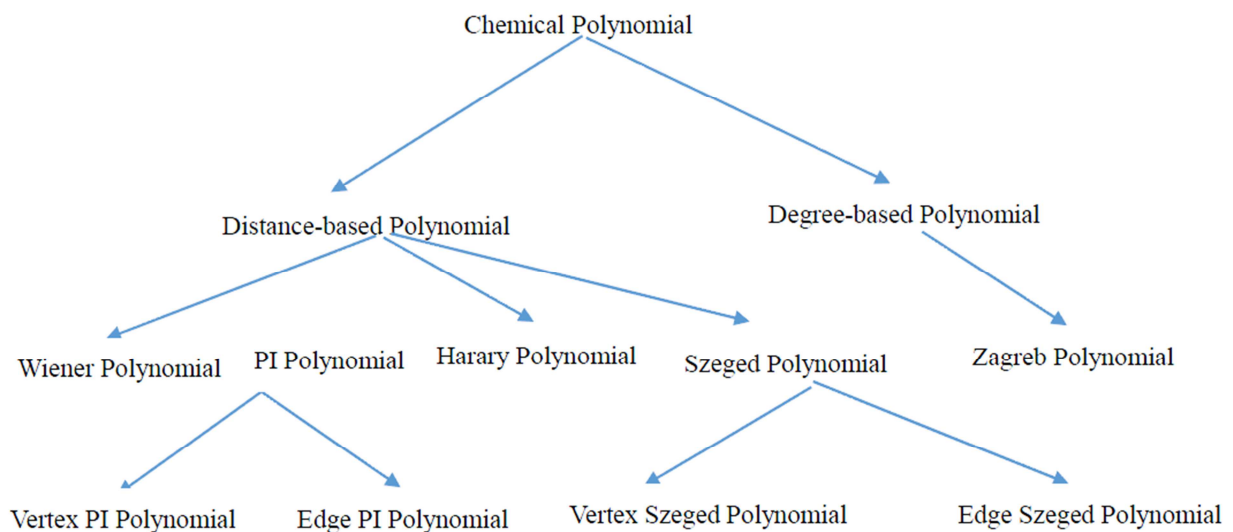 Chemical Polynomial
Distance-based Polynomial
Degree-based Polynomial
Wiener Polynomial
PI Polynomial
Harary Polynomial
Szeged Polynomial
Zagreb Polynomial
Vertex PI Polynomial
Edge PI Polynomial
Vertex Szeged Polynomial
Edge Szeged Polynomial